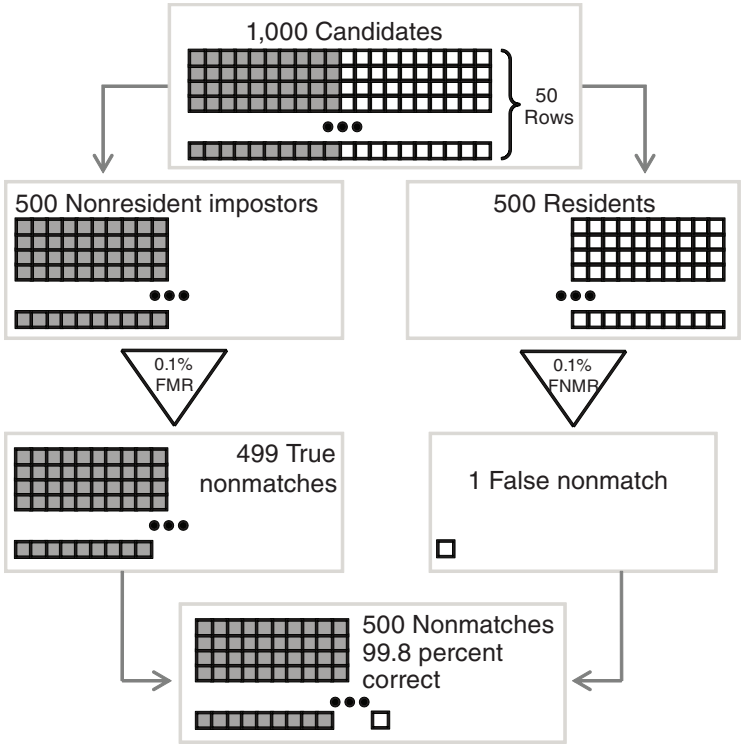 1,000 Candidates
50
Rows
500 Nonresident impostors
500 Residents
0.1%
FMR
0.1%
FNMR
499 True
nonmatches
1 False nonmatch
500 Nonmatches
99.8 percent
correct